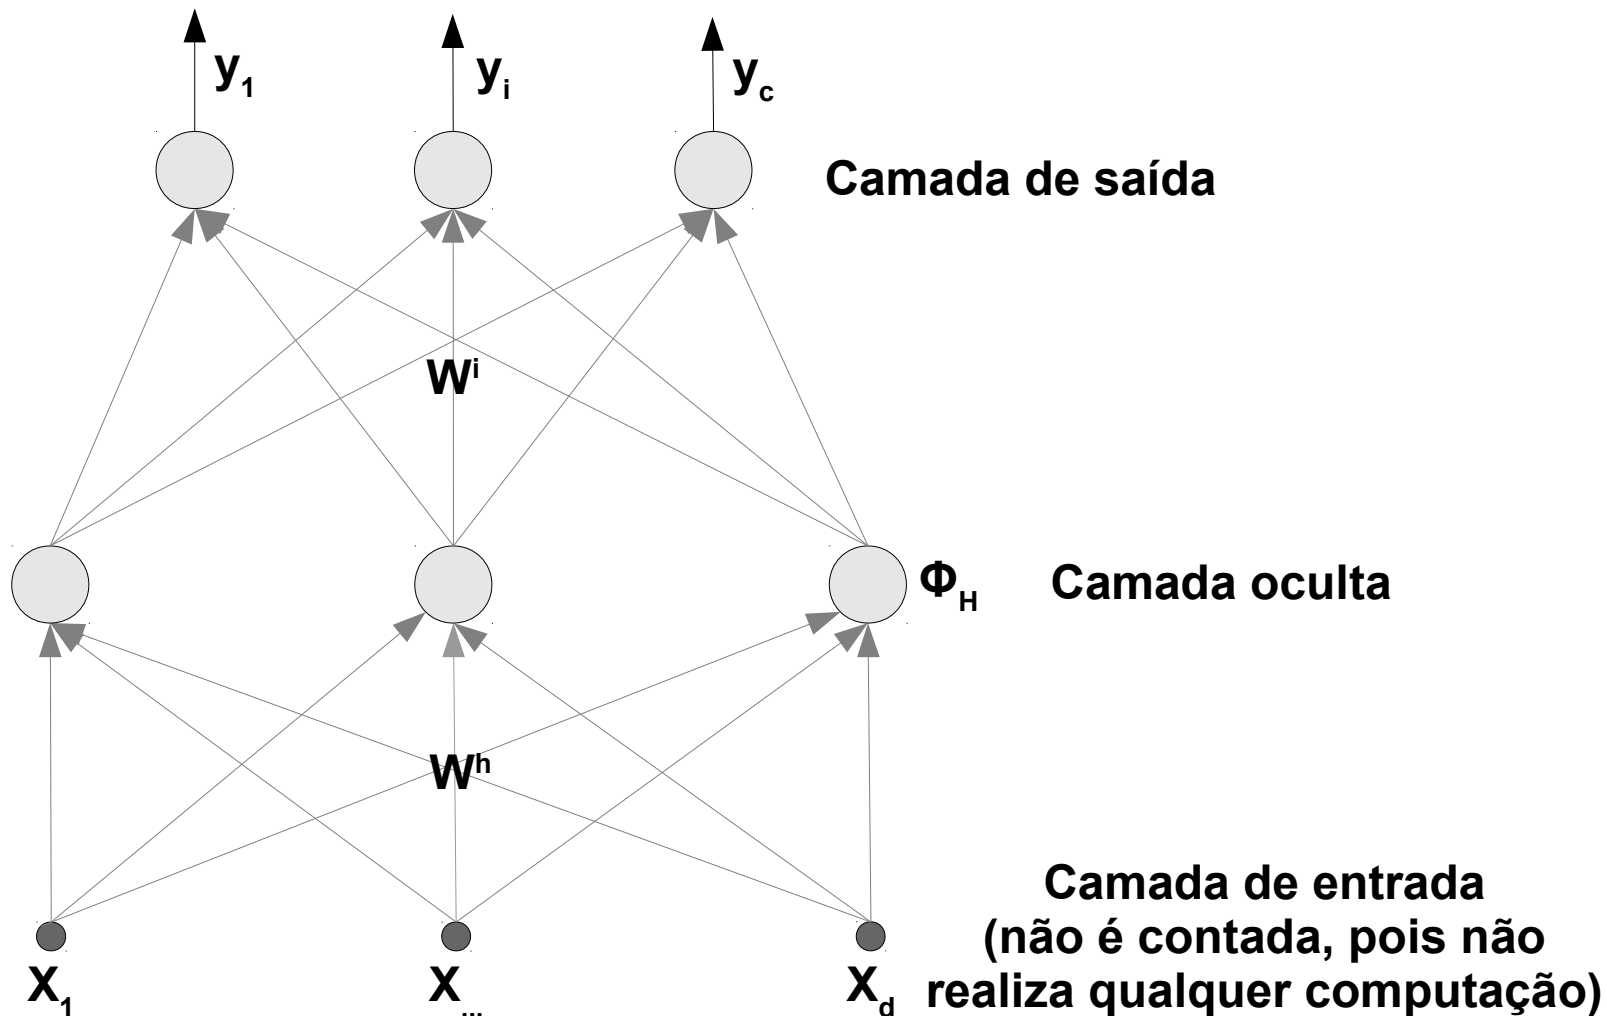 y1 yi yc
Camada de saída
Wi
ΦH Camada oculta
Wh
Camada de entrada
(não é contada, pois não
realiza qualquer computação)
X1 X... Xd